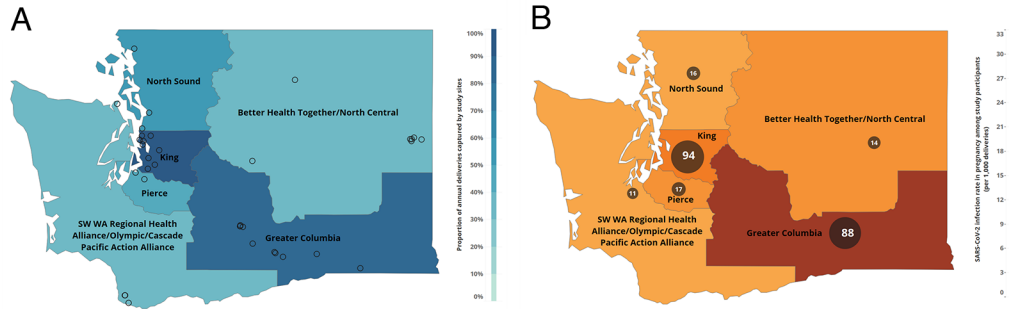 A
North Sound
Better Health Together/North Central
King
Pierce
SW WA Regional Health
Alliance/Olympic/Cascade
Pacific Action Alliance
Greater Columbia
100%
90%
80%
70%
60%
50%
40%
30%
20%
10%
0%
Proportion of annual deliveries captured by study sites
B
16
North Sound
Better Health Together/North Central
King
14
94
17
11
Pierce
SW WA Regional Health
Alliance/Olympic/Cascade
Pacific Action Alliance
Greater Columbia
88
33
30
27
24
21
18
15
12
9
6
3
0
SARS-CoV-2 infection rate in pregnancy among study participants
(per 1,000 deliveries)